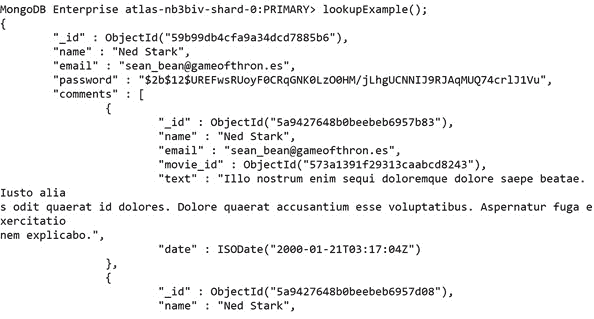 MongoDB Enterprise atlas-nb3biv-shard-0:PRIMARY> lookupExample();
{
"_id" : ObjectId("59b99db4cfa9a34dcd7885b6"),
"name" : "Ned Stark",
"email" : "sean_bean@gameofthron.es",
"password" : "$2b$12$UREFwsRUoyF0CRqGNK0LzO0HM/jLhgUCNNIJ9RJAqMUQ74crlJ1Vu",
"comments" : [
{
"_id" : ObjectId("5a9427648b0beebeb6957b83"),
"name" : "Ned Stark",
"email" : "sean_bean@gameofthron.es",
"movie_id" : ObjectId("573a1391f29313caabcd8243"),
"text" : "Illo nostrum enim sequi doloremque dolore saepe beatae.
Iusto alia
s odit quaerat id dolores. Dolore quaerat accusantium esse voluptatibus. Aspernatur fuga e
xercitatio
nem explicabo.",
"date" : ISODate("2000-01-21T03:17:04Z")
},
{
"_id" : ObjectId("5a9427648b0beebeb6957d08"),
"name" : "Ned Stark",